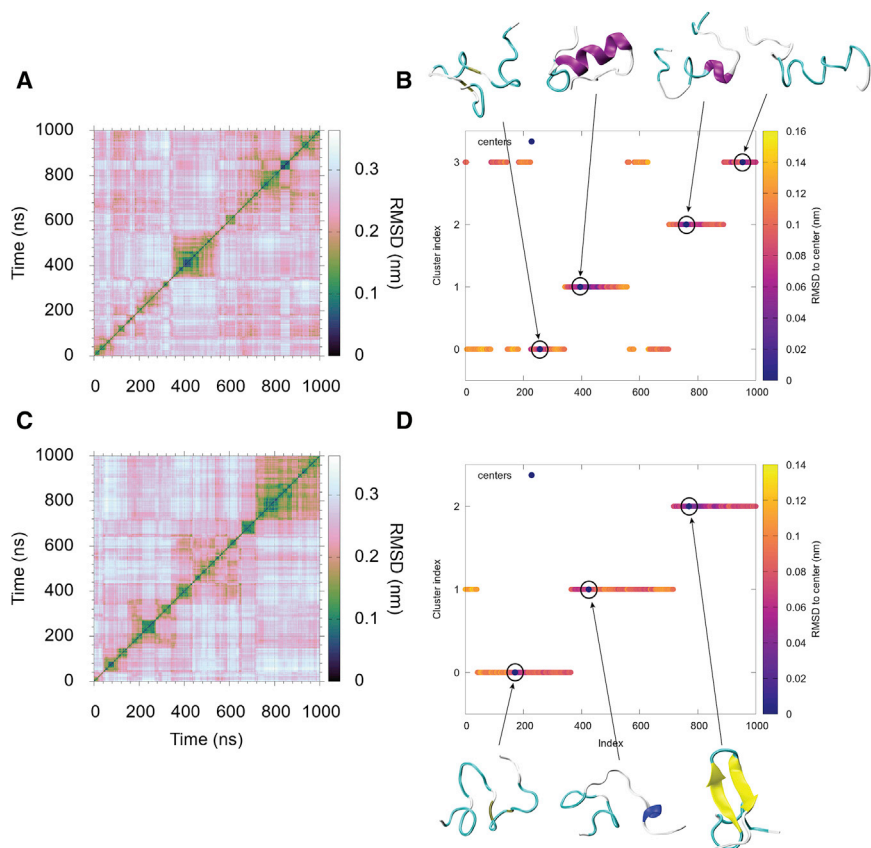 A
B
1000
800
600
400
200
0
Time (ns)
0 200 400 600 800 1000
0.3
0.2
0.1
0
RMSD (nm)
centers
3
2
1
0
Cluster index
0 200 400 600 800 1000
0.16
0.14
0.12
0.1
0.08
0.06
0.04
0.02
0
RMSD to center (nm)
C
D
1000
800
600
400
200
0
Time (ns)
0 200 400 600 800 1000
Time (ns)
0.3
0.2
0.1
0
RMSD (nm)
centers
2
1
0
Cluster index
0 200 400 600 800 1000
Index
0.14
0.12
0.1
0.08
0.06
0.04
0.02
0
RMSD to center (nm)